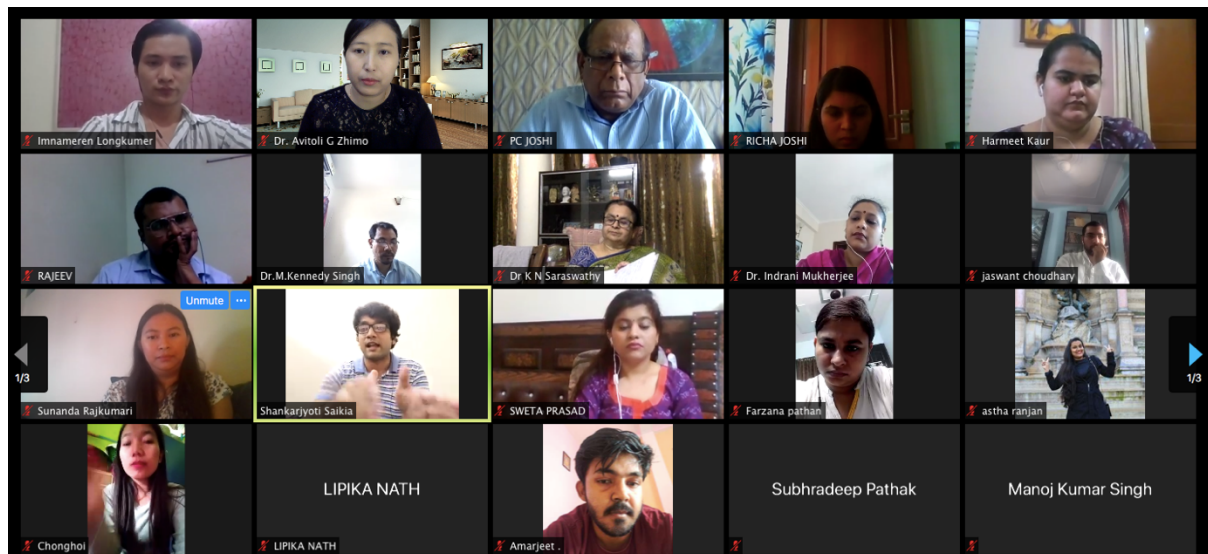 Imnameren Longkumer
Dr. Avitoli G Zhimo
PC JOSHI
RICHA JOSHI
Harmeet Kaur
RAJEEV
Dr.M.Kennedy Singh
Dr K N Saraswathy
Dr. Indrani Mukherjee
jaswant choudhary
Unmute
1/3
1/3
Sunanda Rajkumari
Shankarjyoti Saikia
SWETA PRASAD
Farzana pathan
astha ranjan
LIPIKA NATH
Subhradeep Pathak
Manoj Kumar Singh
Chonghoi
LIPIKA NATH
Amarjeet .